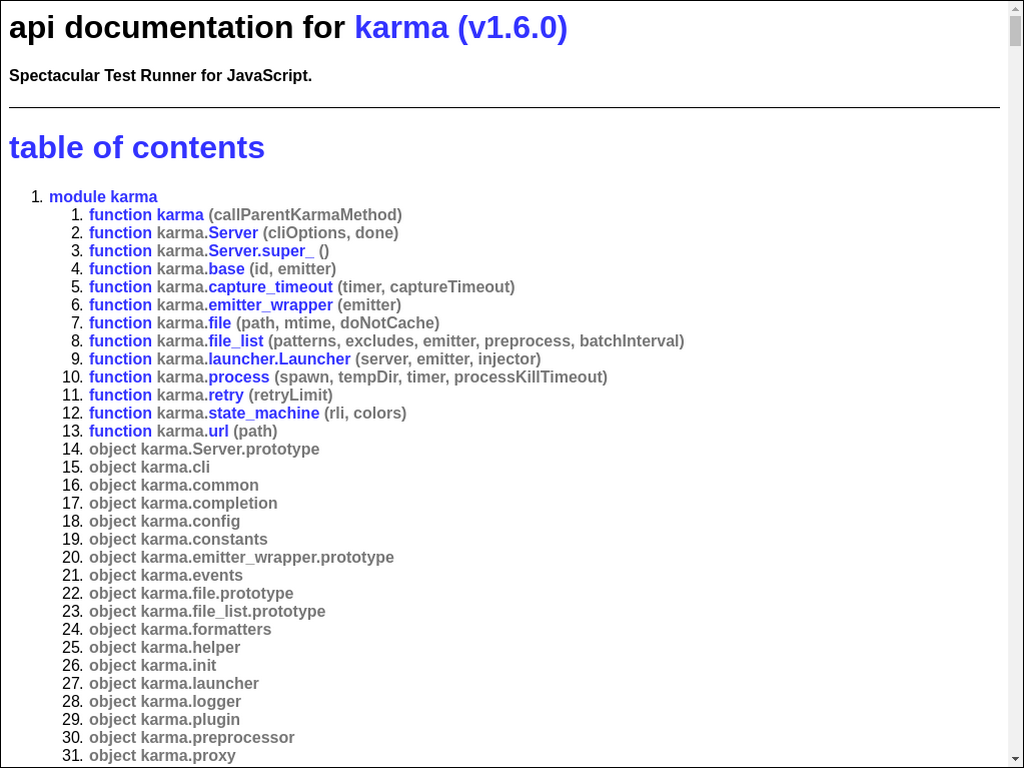 api documentation for karma (v1.6.0)
Spectacular Test Runner for JavaScript.
table of contents
1. module karma
1. function karma (callParentKarmaMethod)
2. function karma.Server (cliOptions, done)
3. function karma.Server.super_ ()
4. function karma.base (id, emitter)
5. function karma.capture_timeout (timer, captureTimeout)
6. function karma.emitter_wrapper (emitter)
7. function karma.file (path, mtime, doNotCache)
8. function karma.file_list (patterns, excludes, emitter, preprocess, batchInterval)
9. function karma.launcher.Launcher (server, emitter, injector)
10. function karma.process (spawn, tempDir, timer, processKillTimeout)
11. function karma.retry (retryLimit)
12. function karma.state_machine (rli, colors)
13. function karma.url (path)
14. object karma.Server.prototype
15. object karma.cli
16. object karma.common
17. object karma.completion
18. object karma.config
19. object karma.constants
20. object karma.emitter_wrapper.prototype
21. object karma.events
22. object karma.file.prototype
23. object karma.file_list.prototype
24. object karma.formatters
25. object karma.helper
26. object karma.init
27. object karma.launcher
28. object karma.logger
29. object karma.plugin
30. object karma.preprocessor
31. object karma.proxy